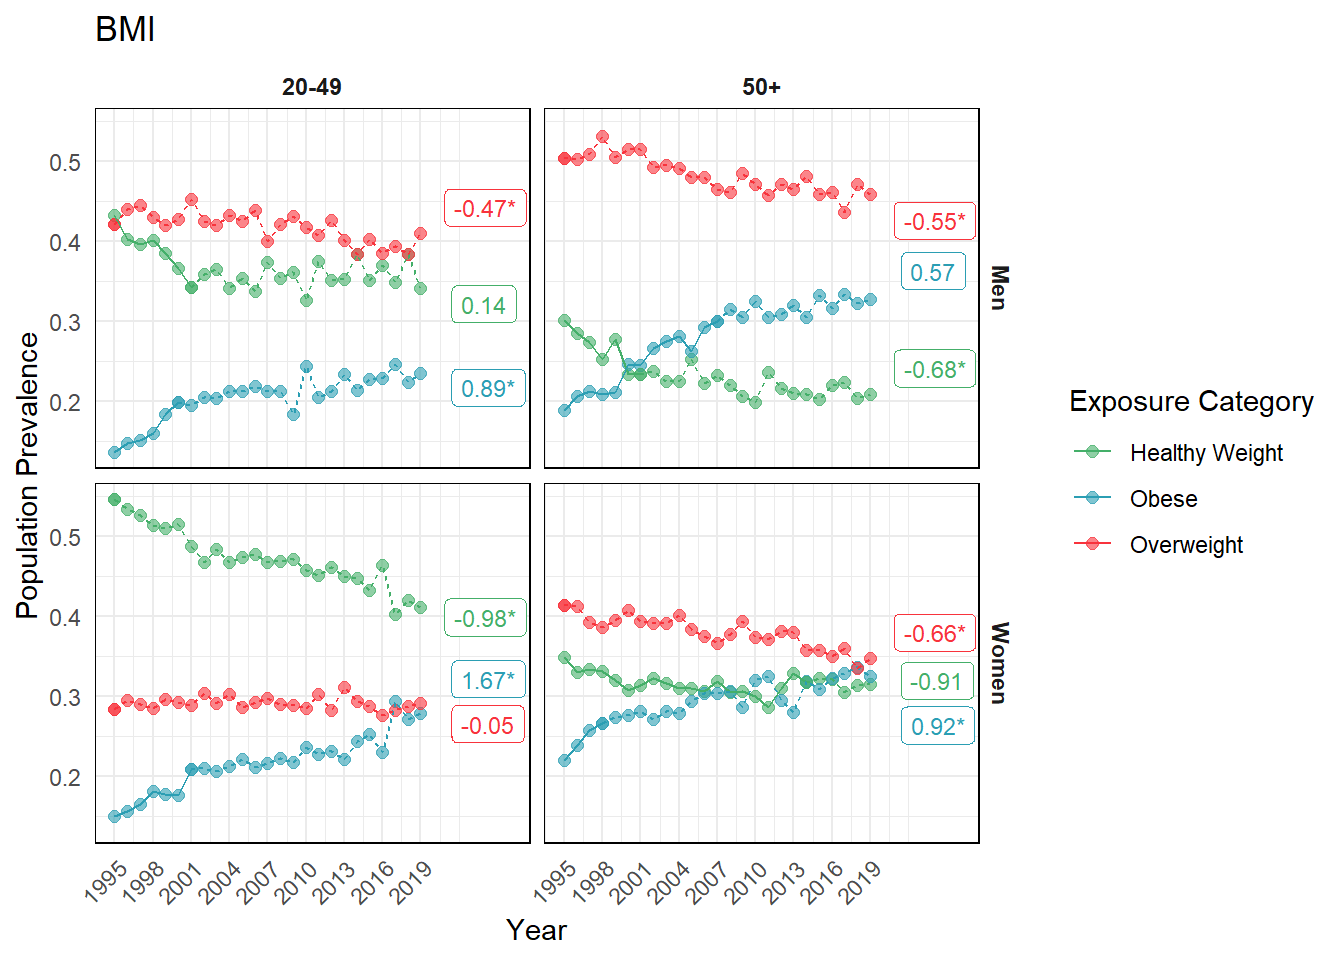 BMI
20-49
50+
0.5
0.4
0.3
0.2
-0.47*
0.14
0.89*
-0.55*
0.57
-0.68*
Men
0.5
0.4
0.3
0.2
-0.98*
1.67*
-0.05
-0.66*
-0.91
0.92*
Women
Population Prevalence
1995 1998 2001 2004 2007 2010 2013 2016 2019
1995 1998 2001 2004 2007 2010 2013 2016 2019
Year
Exposure Category
Healthy Weight
Obese
Overweight